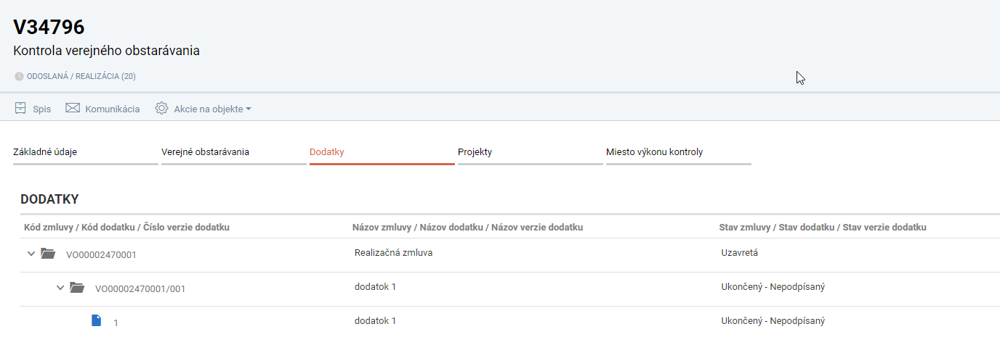 V34796
Kontrola verejného obstarávania
ODOSLANÁ / REALIZÁCIA (20)
Spis Komunikácia Akcie na objekte
Základné údaje Verejné obstarávania Dodatky Projekty Miesto výkonu kontroly
DODATKY
Kód zmluvy / Kód dodatku / Číslo verzie dodatku Názov zmluvy / Názov dodatku / Názov verzie dodatku Stav zmluvy / Stav dodatku / Stav verzie dodatku
VO00002470001 Realizačná zmluva Uzavretá
VO00002470001/001 dodatok 1 Ukončený - Nepodpísaný
1 dodatok 1 Ukončený - Nepodpísaný